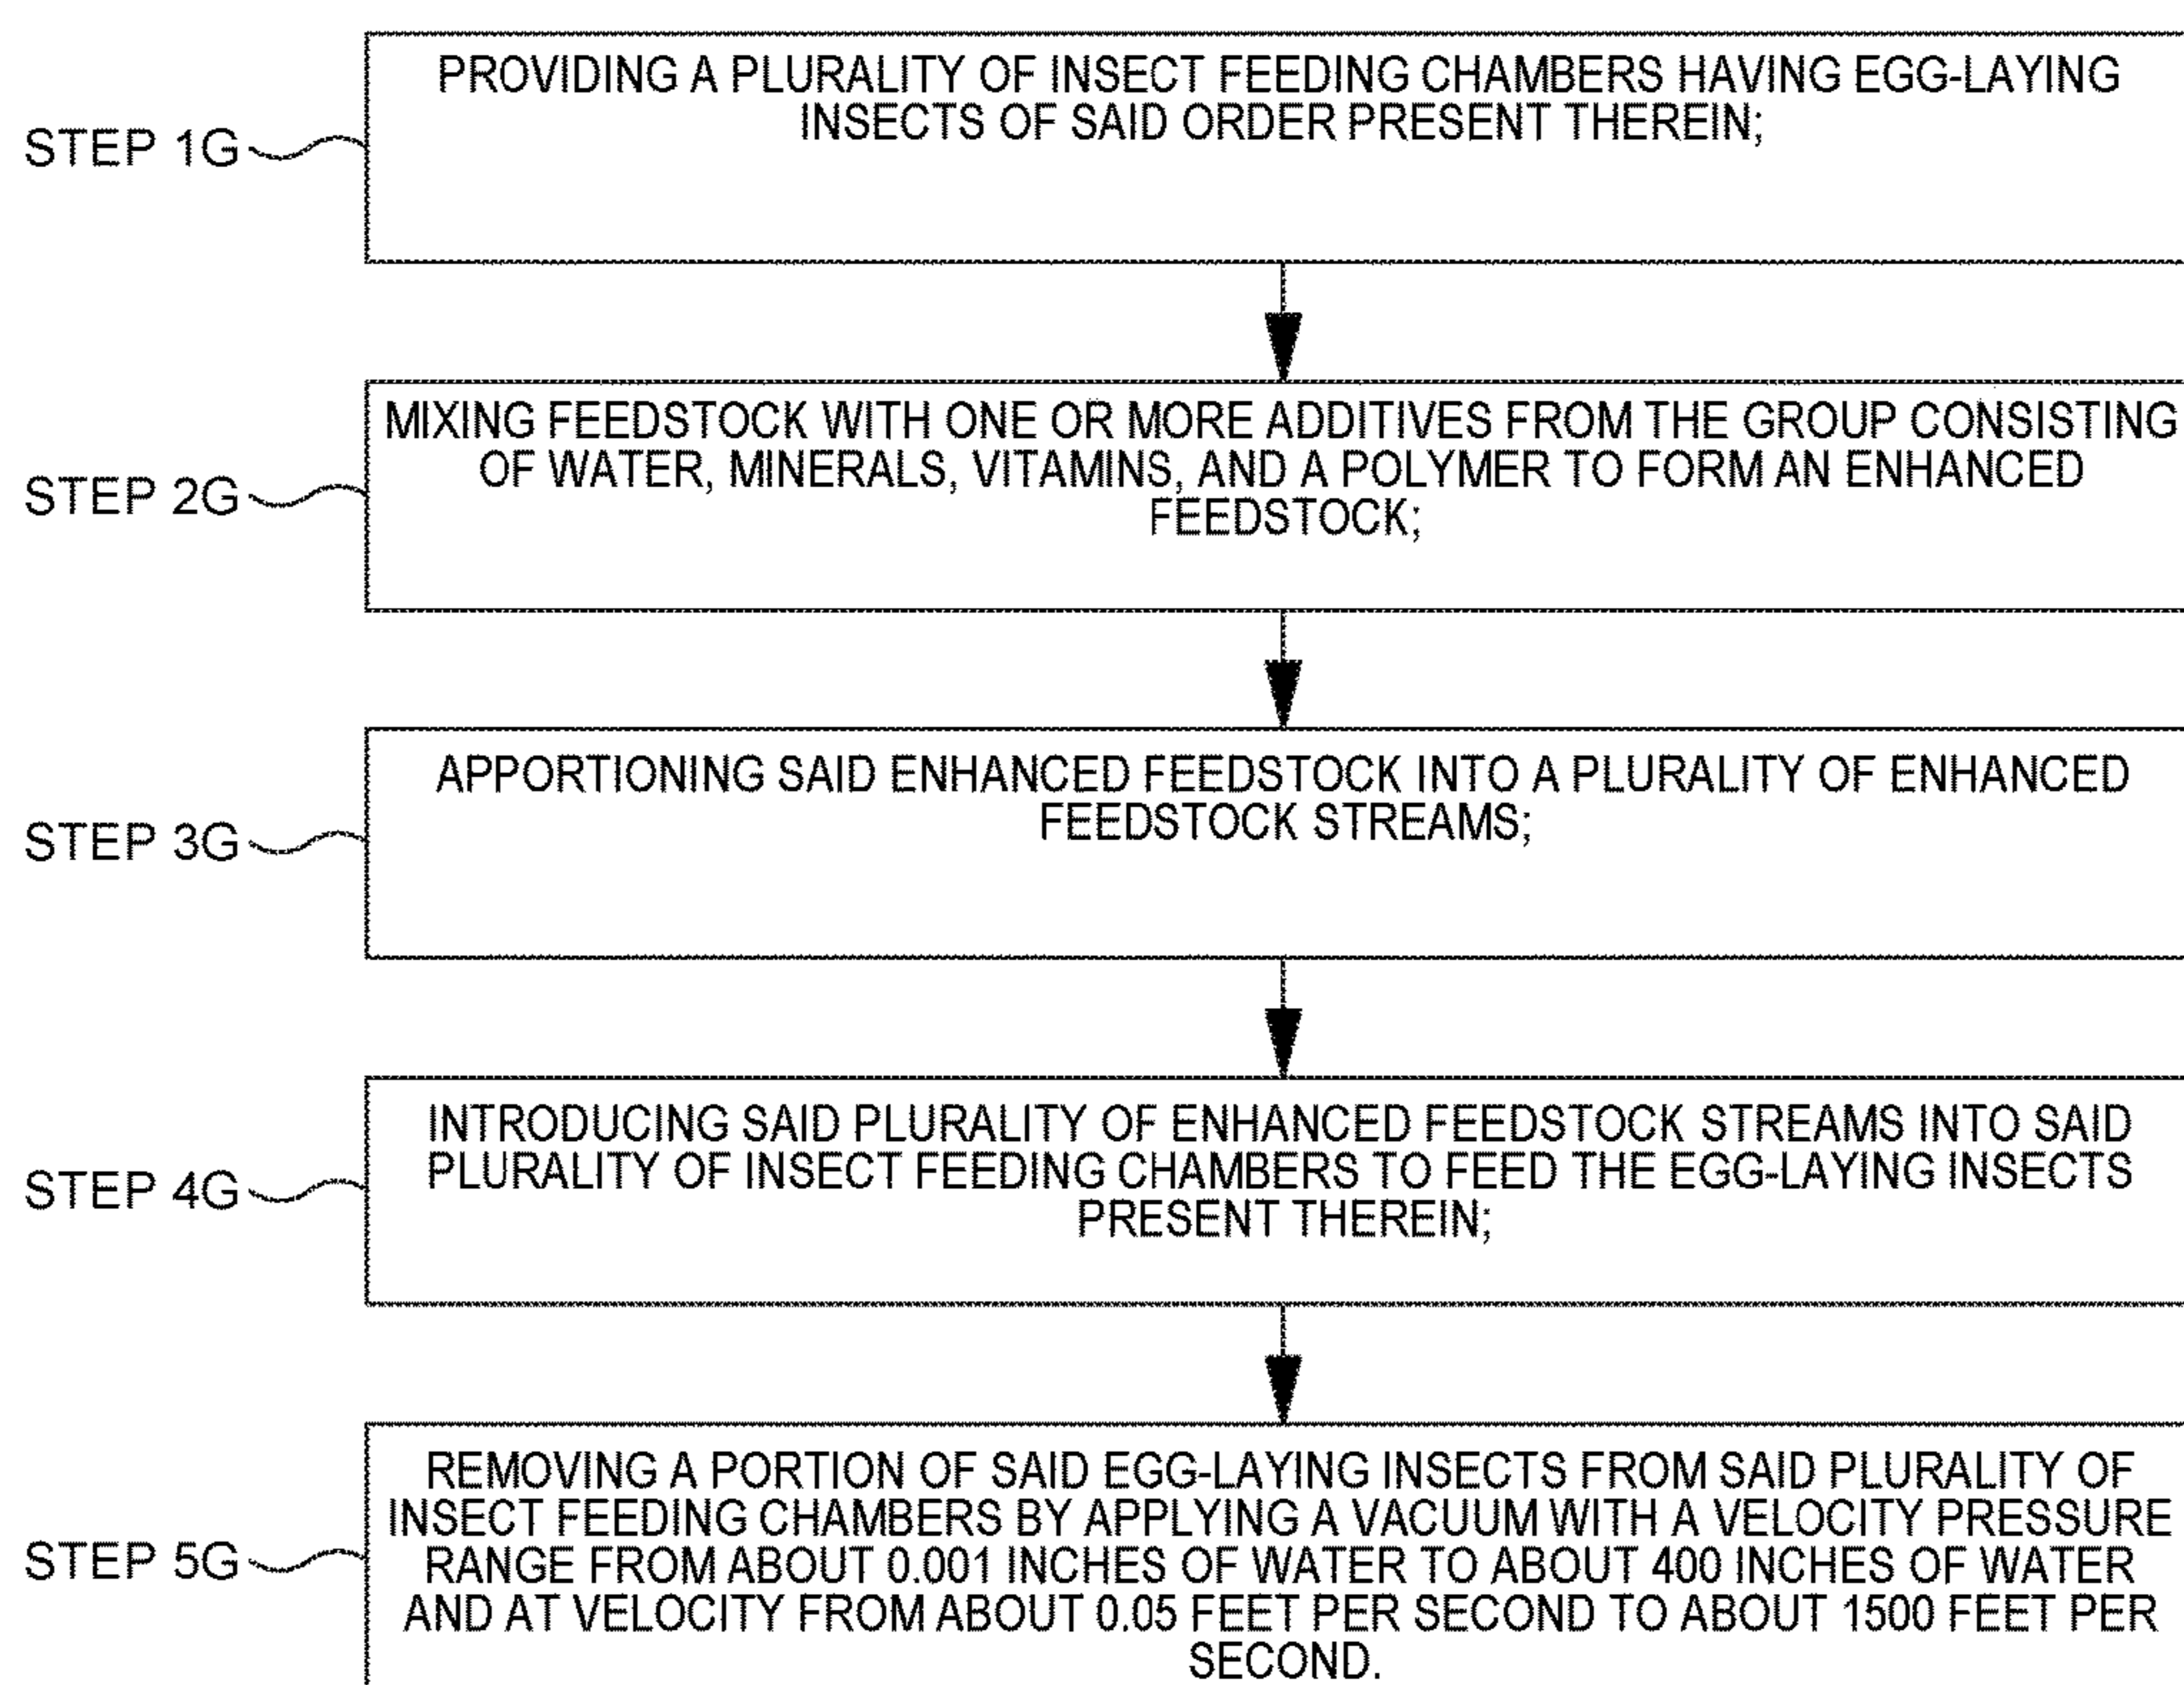 PROVIDING A PLURALITY OF INSECT FEEDING CHAMBERS HAVING EGG-LAYING
INSECTS OF SAID ORDER PRESENT THEREIN;
STEP 1G
MIXING FEEDSTOCK WITH ONE OR MORE ADDITIVES FROM THE GROUP CONSISTING
OF WATER, MINERALS, VITAMINS, AND A POLYMER TO FORM AN ENHANCED
FEEDSTOCK;
STEP 2G
APPORTIONING SAID ENHANCED FEEDSTOCK INTO A PLURALITY OF ENHANCED
FEEDSTOCK STREAMS;
STEP 3G
INTRODUCING SAID PLURALITY OF ENHANCED FEEDSTOCK STREAMS INTO SAID
PLURALITY OF INSECT FEEDING CHAMBERS TO FEED THE EGG-LAYING INSECTS
PRESENT THEREIN;
STEP 4G
REMOVING A PORTION OF SAID EGG-LAYING INSECTS FROM SAID PLURALITY OF
INSECT FEEDING CHAMBERS BY APPLYING A VACUUM WITH A VELOCITY PRESSURE
RANGE FROM ABOUT 0.001 INCHES OF WATER TO ABOUT 400 INCHES OF WATER
AND AT VELOCITY FROM ABOUT 0.05 FEET PER SECOND TO ABOUT 1500 FEET PER
SECOND.
STEP 5G